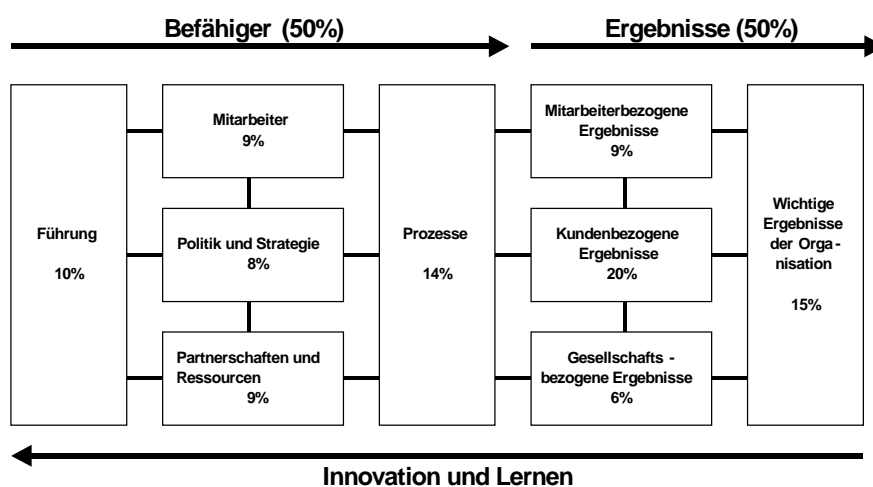 Befähiger (50%)
Ergebnisse (50%)
Führung
10%
Mitarbeiter
9%
Politik und Strategie
8%
Partnerschaften und
Ressourcen
9%
Prozesse
14%
Mitarbeiterbezogene
Ergebnisse
9%
Kundenbezogene
Ergebnisse
20%
Gesellschafts -
bezogene Ergebnisse
6%
Wichtige
Ergebnisse
der Orga -
nisation
15%
Innovation und Lernen